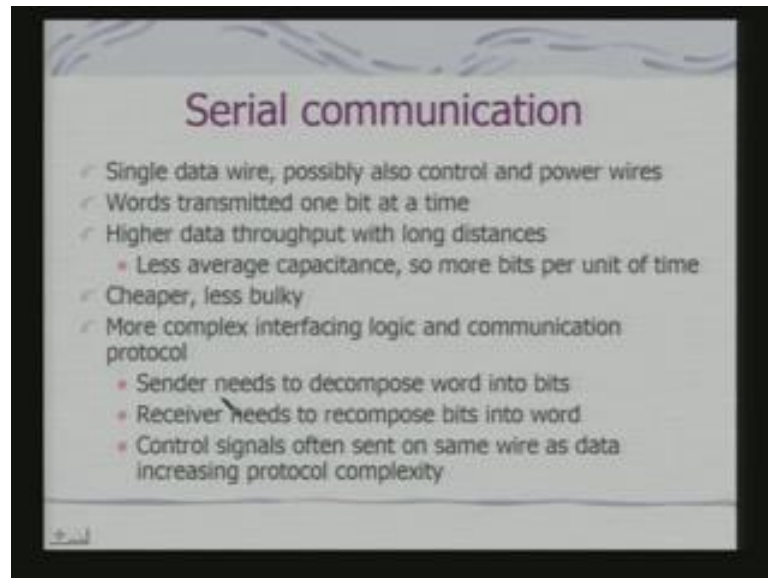 Serial communication
Single data wire, possibly also control and power wires
Words transmitted one bit at a time
Higher data throughput with long distances
Less average capacitance, so more bits per unit of time
Cheaper, less bulky
More complex interfacing logic and communication
protocol
Sender needs to decompose word into bits
Receiver needs to recompose bits into word
Control signals often sent on same wire as data
increasing protocol complexity